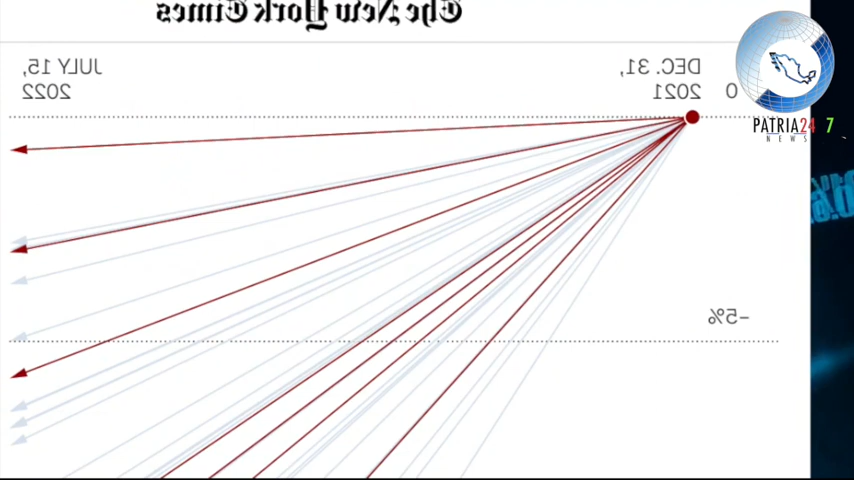 The New York Times
JULY 15,
2022
DEC. 31,
2021
0
PATRIA24 7
NEWS
-5%